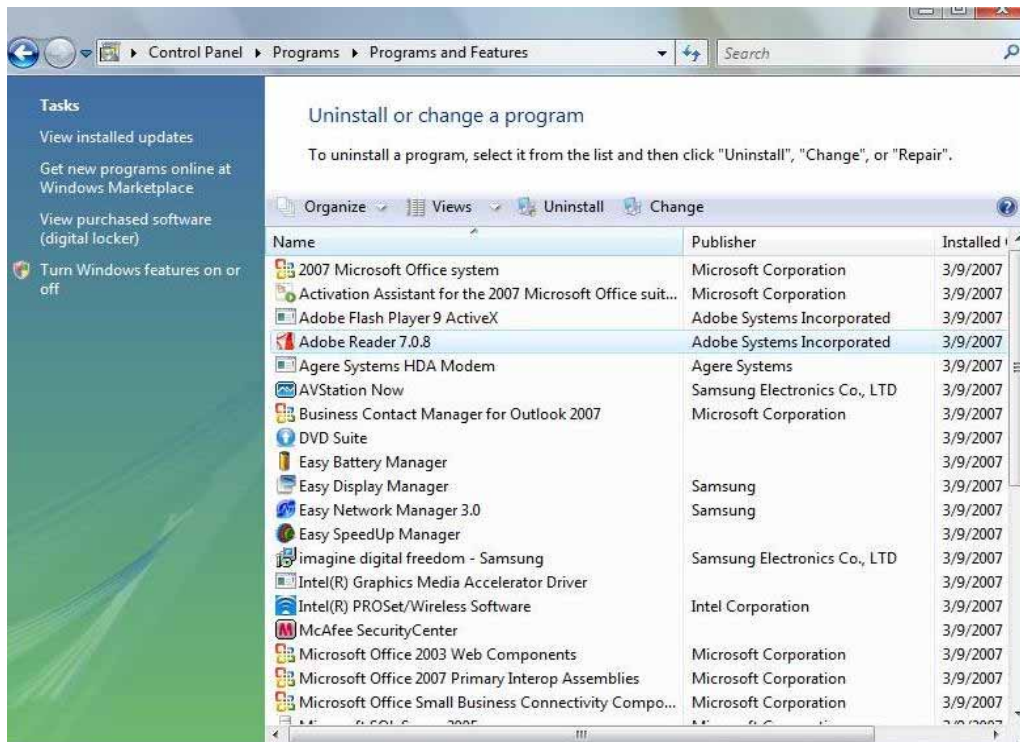 Control Panel Programs Programs and Features Search
Tasks
View installed updates
Get new programs online at
Windows Marketplace
View purchased software
(digital locker)
Turn Windows features on or
off
Uninstall or change a program
To uninstall a program, select it from the list and then click "Uninstall", "Change", or "Repair".
Organize Views Uninstall Change
Name Publisher Installed
2007 Microsoft Office system Microsoft Corporation 3/9/2007
Activation Assistant for the 2007 Microsoft Office suit... Microsoft Corporation 3/9/2007
Adobe Flash Player 9 ActiveX Adobe Systems Incorporated 3/9/2007
Adobe Reader 7.0.8 Adobe Systems Incorporated 3/9/2007
Agere Systems HDA Modem Agere Systems 3/9/2007
AVStation Now Samsung Electronics Co., LTD 3/9/2007
Business Contact Manager for Outlook 2007 Microsoft Corporation 3/9/2007
DVD Suite 3/9/2007
Easy Battery Manager 3/9/2007
Easy Display Manager Samsung 3/9/2007
Easy Network Manager 3.0 Samsung 3/9/2007
Easy SpeedUp Manager 3/9/2007
imagine digital freedom - Samsung Samsung Electronics Co., LTD 3/9/2007
Intel(R) Graphics Media Accelerator Driver 3/9/2007
Intel(R) PROSet/Wireless Software Intel Corporation 3/9/2007
McAfee SecurityCenter 3/9/2007
Microsoft Office 2003 Web Components Microsoft Corporation 3/9/2007
Microsoft Office 2007 Primary Interop Assemblies Microsoft Corporation 3/9/2007
Microsoft Office Small Business Connectivity Compo... Microsoft Corporation 3/9/2007